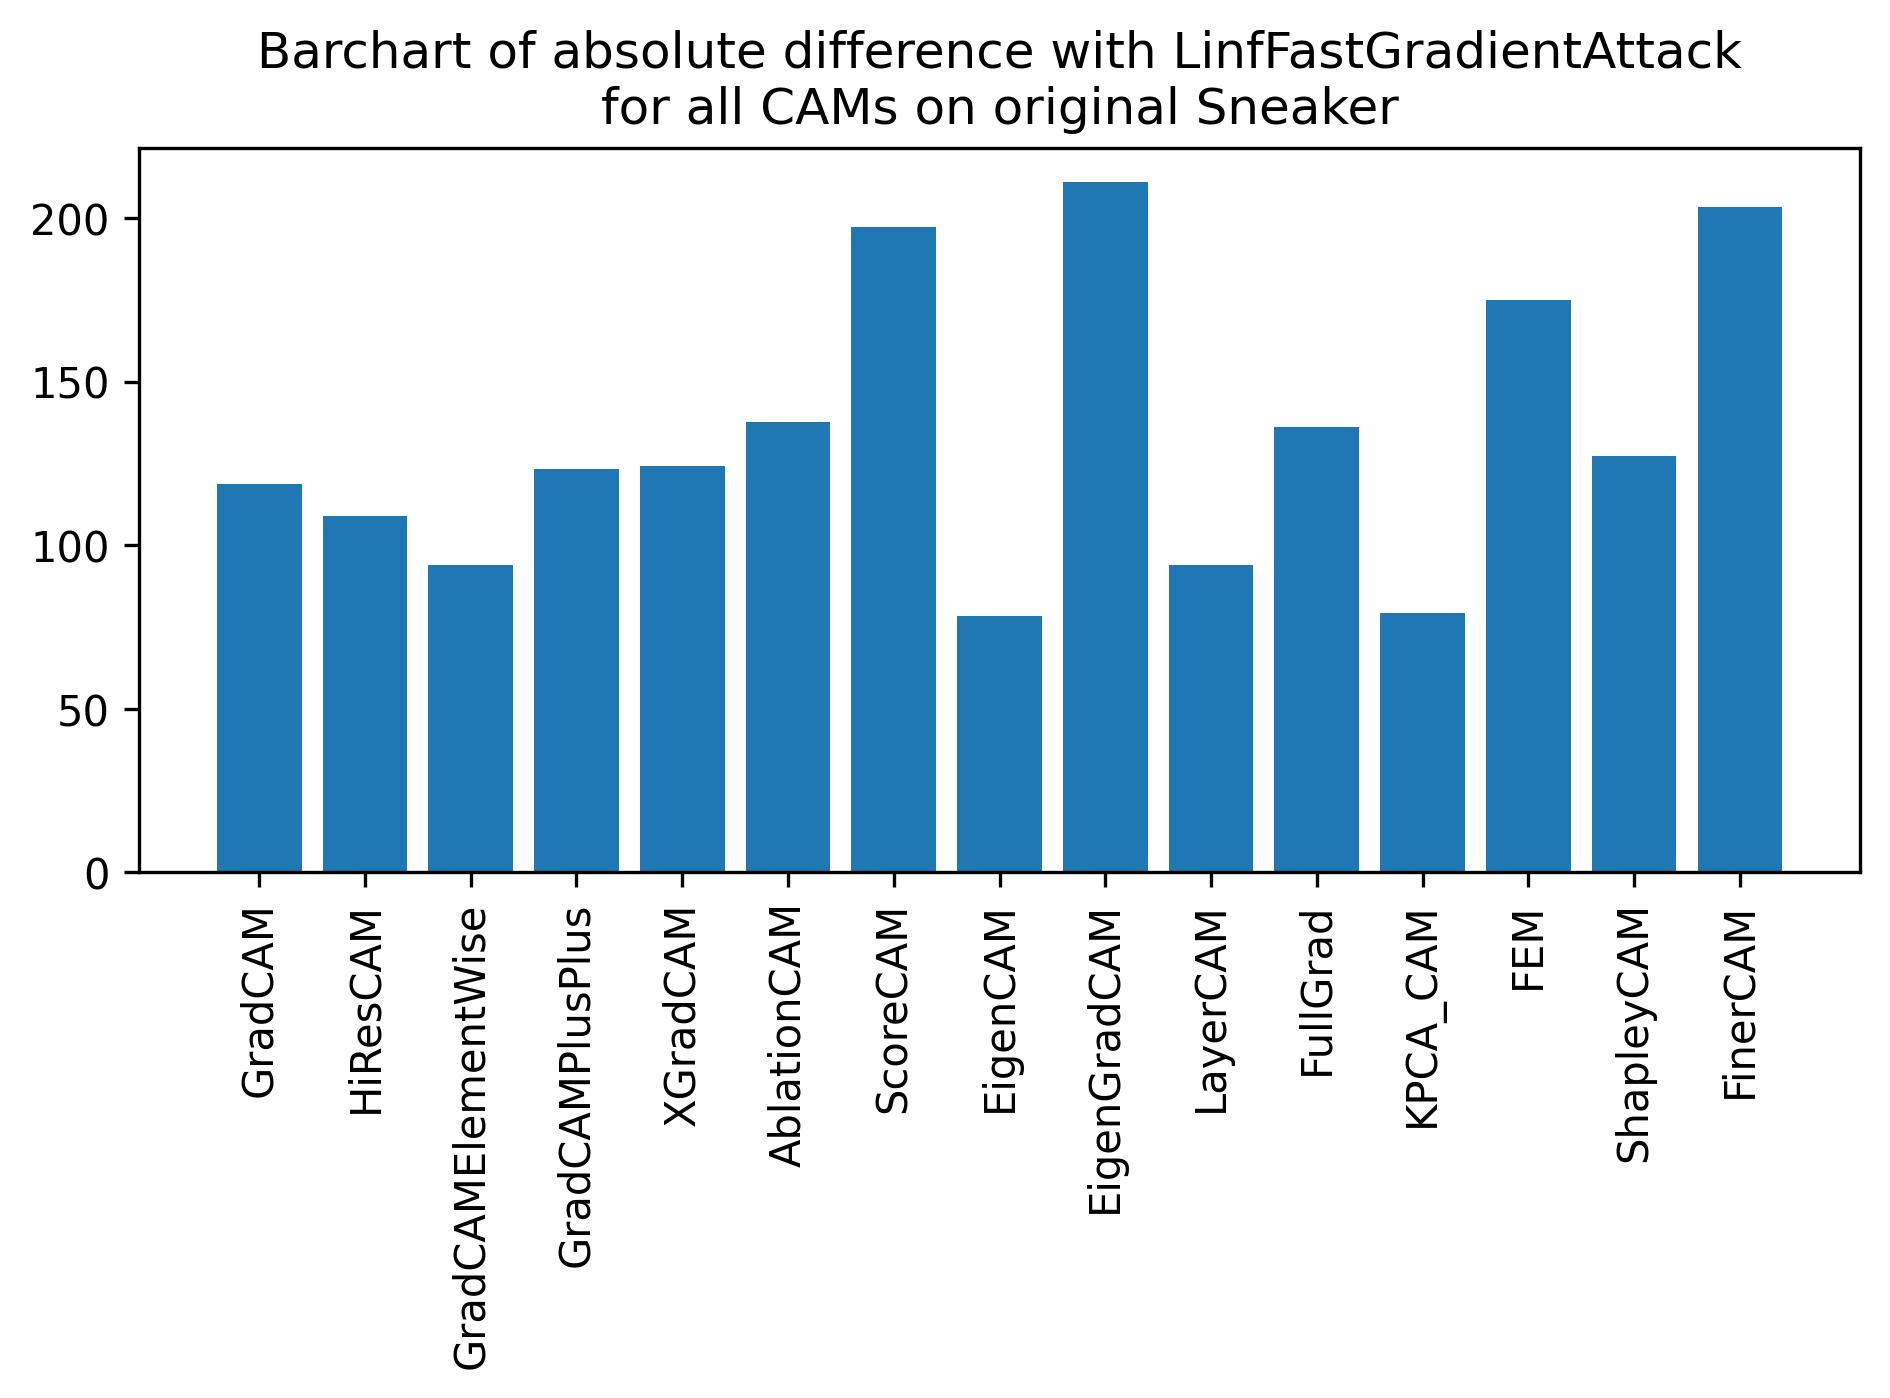 Barchart of absolute difference with LinfFastGradientAttack
for all CAMs on original Sneaker
200
150
100
50
0
GradCAM
HiResCAM
GradCAMElementWise
GradCAMPlusPlus
XGradCAM
AblationCAM
ScoreCAM
EigenCAM
EigenGradCAM
LayerCAM
FullGrad
KPCA_CAM
FEM
ShapleyCAM
FinerCAM